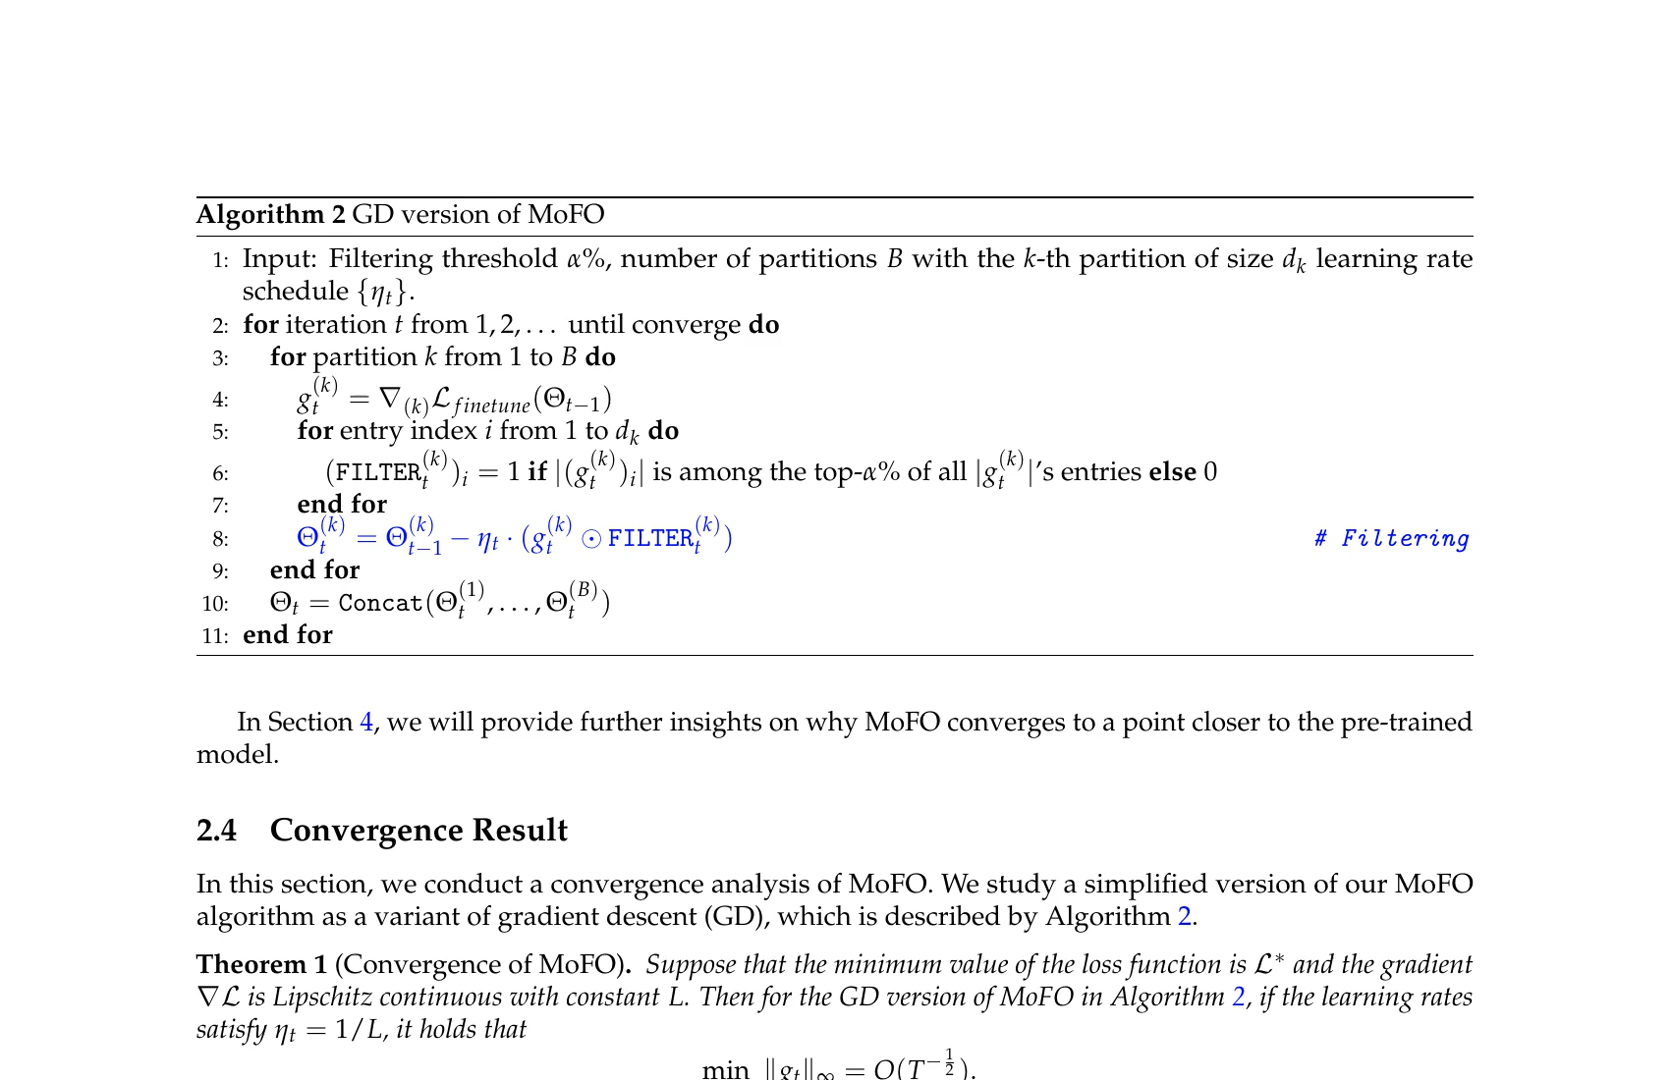 Algorithm 2 GD version of MoFO
1: Input: Filtering threshold α%, number of partitions B with the k-th partition of size d_k learning rate
schedule {η_t}.
2: for iteration t from 1, 2, . . . until converge do
3: for partition k from 1 to B do
4: g_t^{(k)} = ∇_{(k)} ℒ_{finetune}(Θ_{t−1})
5: for entry index i from 1 to d_k do
6: (FILTER_t^{(k)})_i = 1 if |(g_t^{(k)})_i| is among the top-α% of all |g_t^{(k)}|'s entries else 0
7: end for
8: Θ_t^{(k)} = Θ_{t−1}^{(k)} − η_t · (g_t^{(k)} ⊙ FILTER_t^{(k)}) # Filtering
9: end for
10: Θ_t = Concat(Θ_t^{(1)}, . . . , Θ_t^{(B)})
11: end for
In Section 4, we will provide further insights on why MoFO converges to a point closer to the pre-trained
model.
2.4 Convergence Result
In this section, we conduct a convergence analysis of MoFO. We study a simplified version of our MoFO
algorithm as a variant of gradient descent (GD), which is described by Algorithm 2.
Theorem 1 (Convergence of MoFO). Suppose that the minimum value of the loss function is ℒ* and the gradient
∇ℒ is Lipschitz continuous with constant L. Then for the GD version of MoFO in Algorithm 2, if the learning rates
satisfy η_t = 1/L, it holds that
min ‖g_t‖_∞ = O(T^{−1/2}).